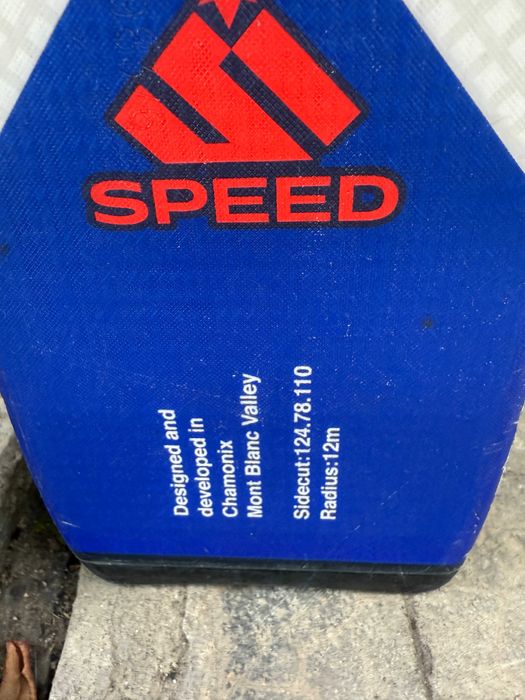 SPEED
Designed and
developed in
Chamonix
Mont Blanc Valley
Sidecut:124.78.110
Radius:12m